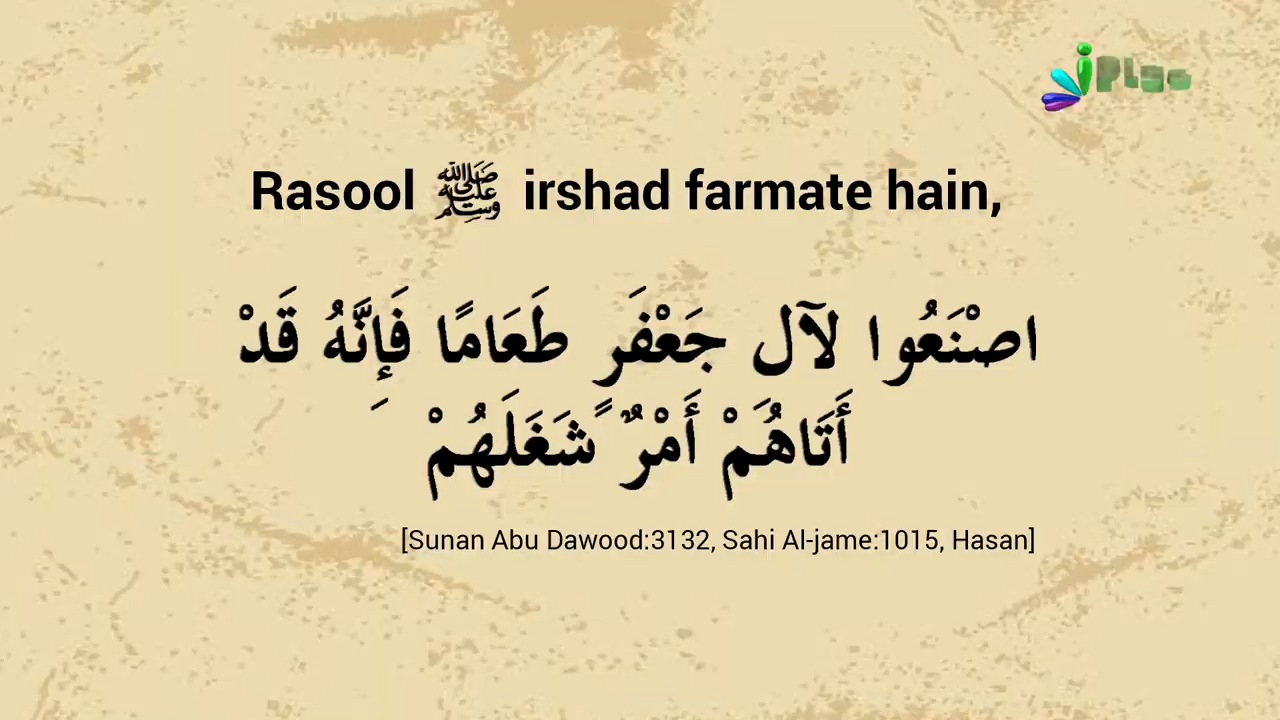 iPlus
Rasool ﷺ irshad farmate hain,
اصْنَعُوا لآل جَعْفَرٍ طَعَامًا فَإِنَّهُ قَدْ
أَتَاهُمْ أَمْرٌ شَغَلَهُمْ
[Sunan Abu Dawood:3132, Sahi Al-jame:1015, Hasan]